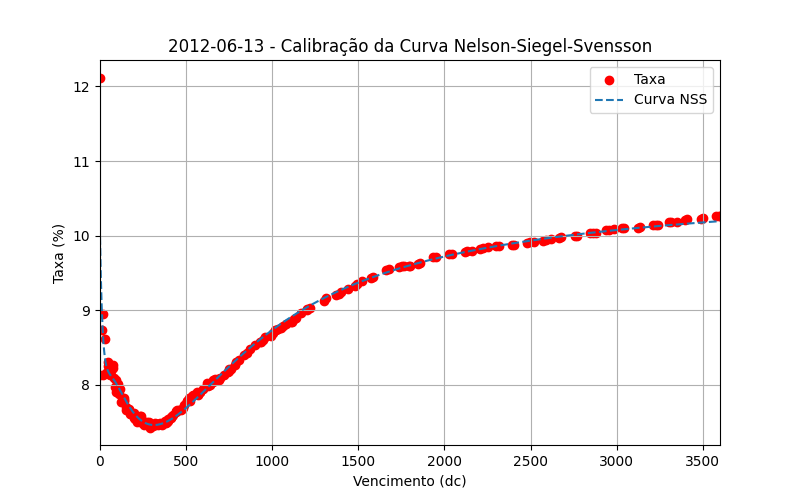 2012-06-13 - Calibração da Curva Nelson-Siegel-Svensson
Taxa
Curva NSS
Taxa (%)
12
11
10
9
8
0 500 1000 1500 2000 2500 3000 3500
Vencimento (dc)